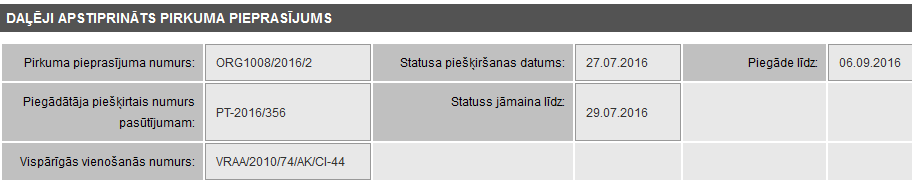 DAĻĒJI APSTIPRINĀTS PIRKUMA PIEPRASĪJUMS
Pirkuma pieprasījuma numurs: ORG1008/2016/2 Statusa piešķiršanas datums: 27.07.2016 Piegāde līdz: 06.09.2016
Piegādātāja piešķirtais numurs
pasūtījumam: PT-2016/356 Statuss jāmaina līdz: 29.07.2016
Vispārīgās vienošanās numurs: VRAA/2010/74/AK/CI-44